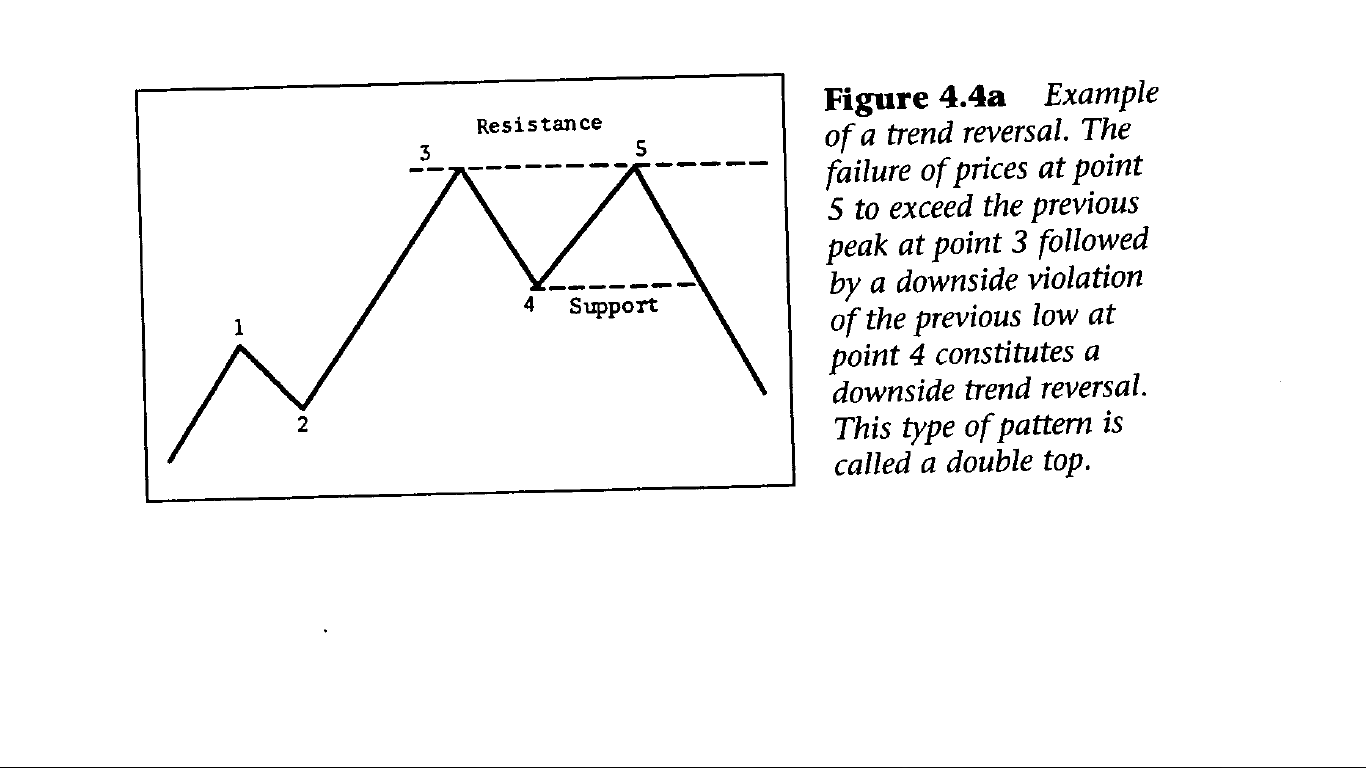 Resistance
3
5
4
Support
1
2
Figure 4.4a Example
of a trend reversal. The
failure of prices at point
5 to exceed the previous
peak at point 3 followed
by a downside violation
of the previous low at
point 4 constitutes a
downside trend reversal.
This type of pattern is
called a double top.